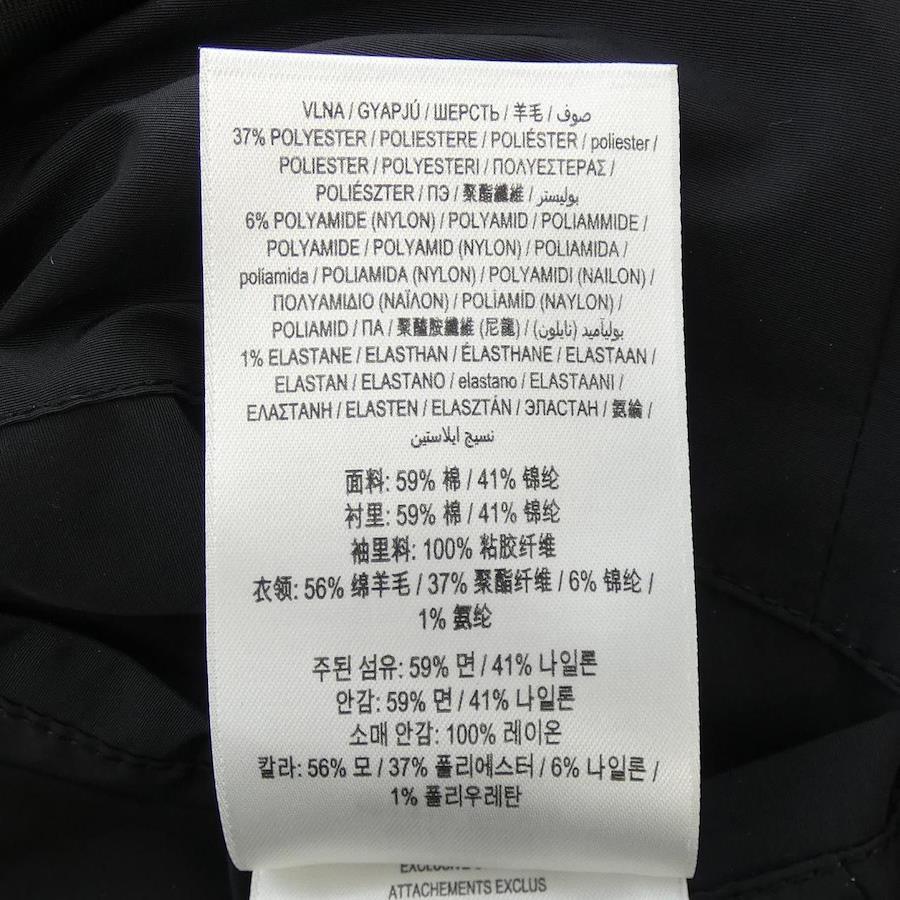 VLNA / GYAPJÚ / ШЕРСТЬ / 羊毛 / صوف
37% POLYESTER / POLIESTERE / POLIÉSTER / poliester /
POLIESTER / POLYESTERI / ΠΟΛΥΕΣΤΕΡΑΣ /
POLIÉSZTER / ПЭ / 聚酯纖維 / بوليستر
6% POLYAMIDE (NYLON) / POLYAMID / POLIAMMIDE /
POLYAMIDE / POLYAMID (NYLON) / POLIAMIDA /
poliamida / POLIAMIDA (NYLON) / POLYAMIDI (NAILON) /
ΠΟΛΥΑΜΙΔΙΟ (ΝΑΪΛΟΝ) / POLIAMID (NAYLON) /
POLIAMID / ПА / 聚醯胺纖維 (尼龍) / بولياميد (نايلون)
1% ELASTANE / ELASTHAN / ÉLASTHANE / ELASTAAN /
ELASTAN / ELASTANO / elastano / ELASTAANI /
ΕΛΑΣΤΑΝΗ / ELASTEN / ELASZTÁN / ЭЛАСТАН / 氨綸 /
نسيج ايلاستين
面料: 59% 棉 / 41% 锦纶
衬里: 59% 棉 / 41% 锦纶
袖里料: 100% 粘胶纤维
衣领: 56% 绵羊毛 / 37% 聚酯纤维 / 6% 锦纶 /
1% 氨纶
주된 섬유: 59% 면 / 41% 나일론
안감: 59% 면 / 41% 나일론
소매 안감: 100% 레이온
칼라: 56% 모 / 37% 폴리에스터 / 6% 나일론 /
1% 폴리우레탄
ATTACHEMENTS EXCLUS